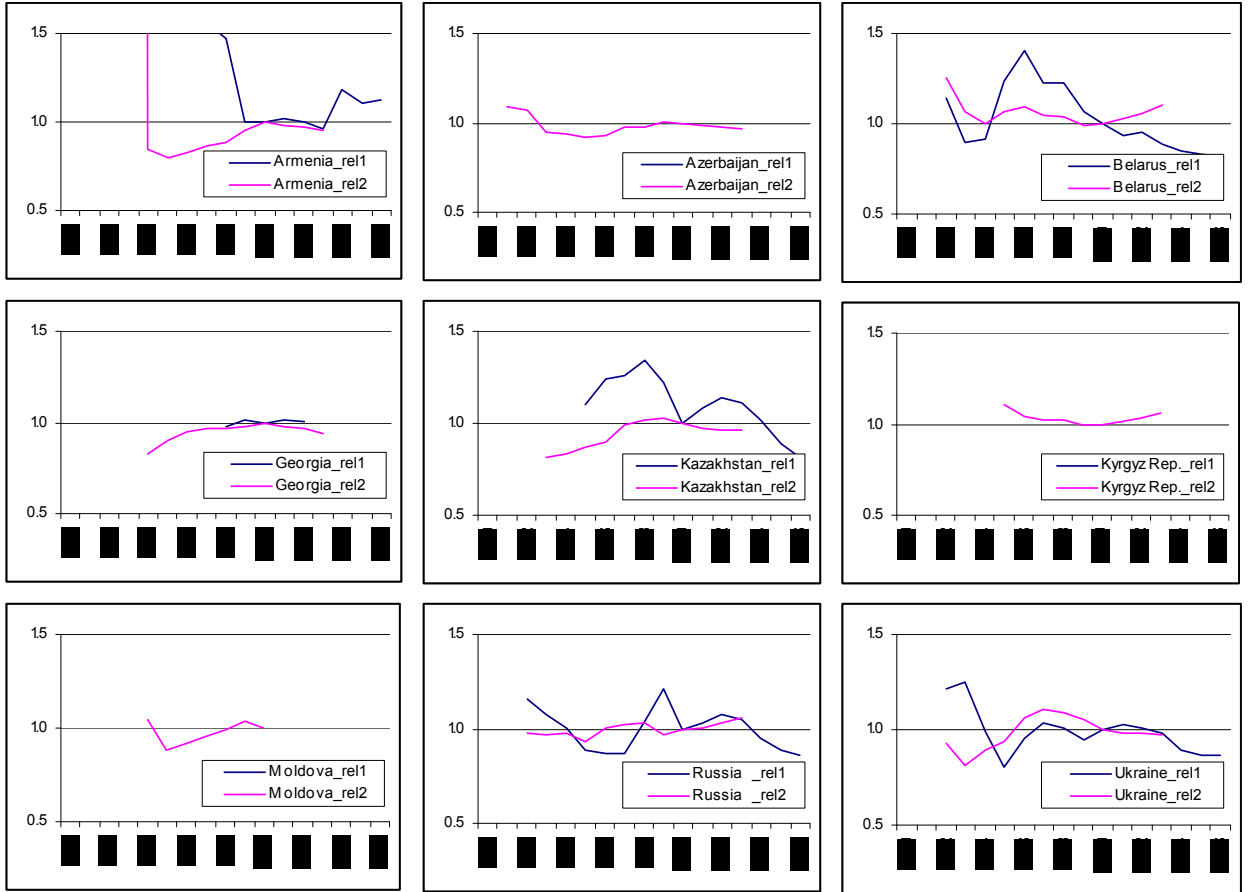 1.5
1.0
0.5
Armenia_rel1
Armenia_rel2
1.5
1.0
0.5
Azerbaijan_rel1
Azerbaijan_rel2
1.5
1.0
0.5
Belarus_rel1
Belarus_rel2
1.5
1.0
0.5
Georgia_rel1
Georgia_rel2
1.5
1.0
0.5
Kazakhstan_rel1
Kazakhstan_rel2
1.5
1.0
0.5
Kyrgyz Rep._rel1
Kyrgyz Rep._rel2
1.5
1.0
0.5
Moldova_rel1
Moldova_rel2
1.5
1.0
0.5
Russia _rel1
Russia _rel2
1.5
1.0
0.5
Ukraine_rel1
Ukraine_rel2